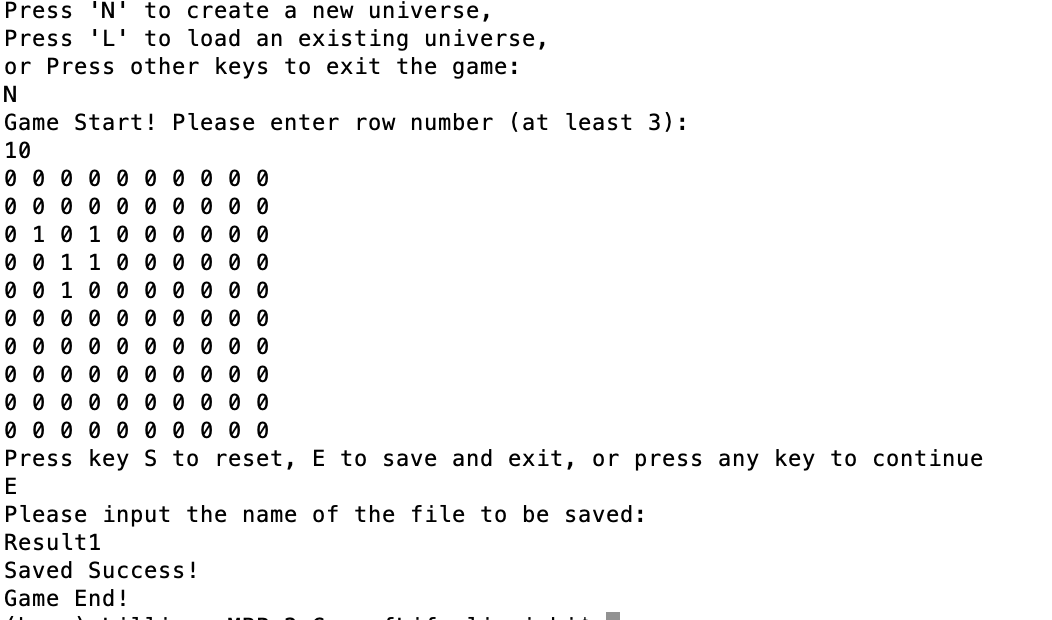 Press 'N' to create a new universe,
Press 'L' to load an existing universe,
or Press other keys to exit the game:
N
Game Start! Please enter row number (at least 3):
10
0 0 0 0 0 0 0 0 0 0
0 0 0 0 0 0 0 0 0 0
0 1 0 1 0 0 0 0 0 0
0 0 1 1 0 0 0 0 0 0
0 0 1 0 0 0 0 0 0 0
0 0 0 0 0 0 0 0 0 0
0 0 0 0 0 0 0 0 0 0
0 0 0 0 0 0 0 0 0 0
0 0 0 0 0 0 0 0 0 0
0 0 0 0 0 0 0 0 0 0
Press key S to reset, E to save and exit, or press any key to continue
E
Please input the name of the file to be saved:
Result1
Saved Success!
Game End!